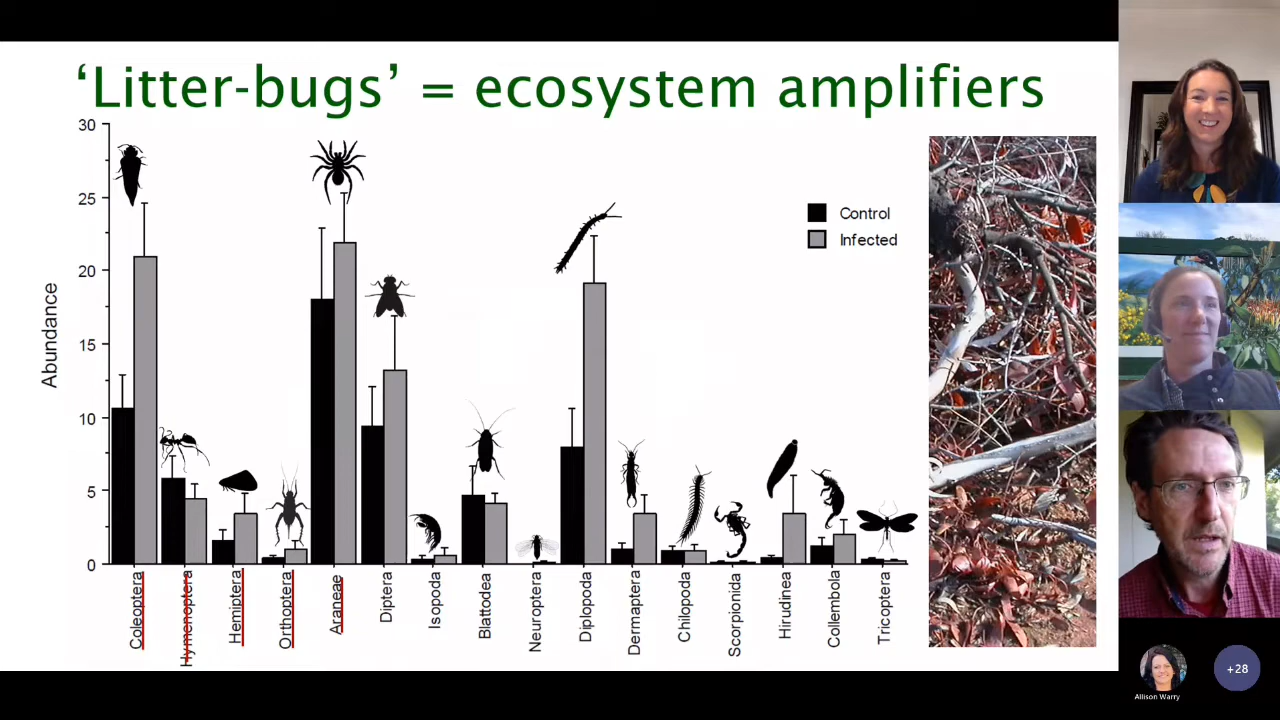 ‘Litter-bugs’ = ecosystem amplifiers
30
25
20
15
10
5
0
Abundance
Control
Infected
Coleoptera
Hymenoptera
Hemiptera
Orthoptera
Araneae
Diptera
Isopoda
Blattodea
Neuroptera
Diplopoda
Dermaptera
Chilopoda
Scorpionida
Hirudinea
Collembola
Tricoptera
Allison Warry
+28